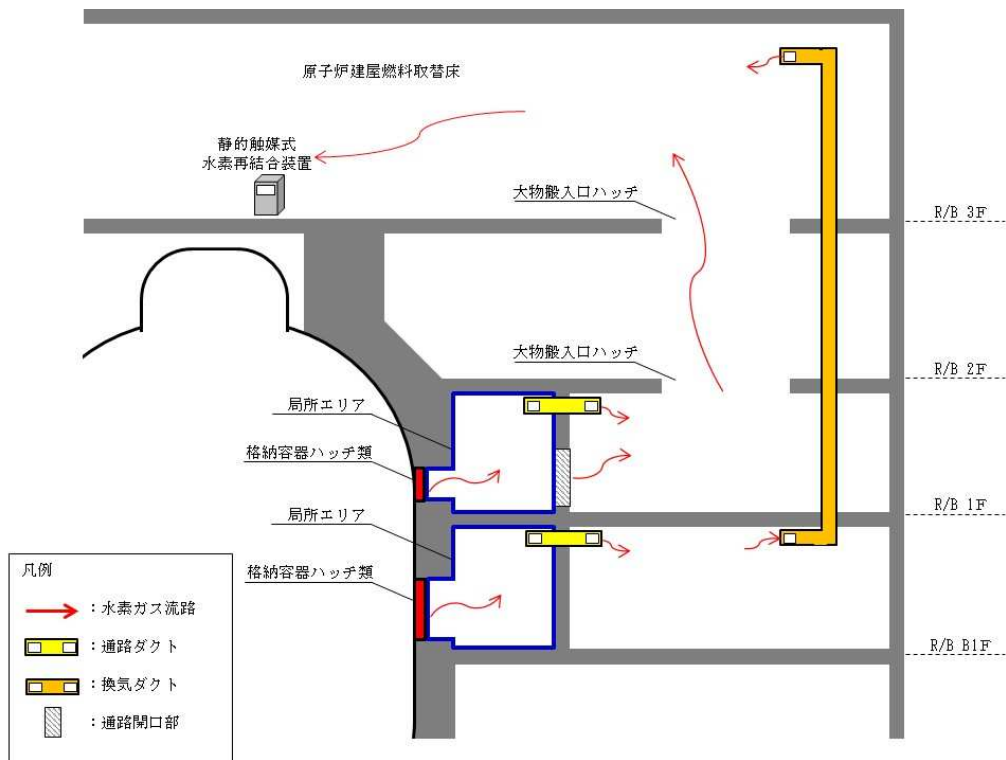 原子炉建屋燃料取替床
静的触媒式
水素再結合装置
大物搬入口ハッチ
R/B 3F
大物搬入口ハッチ
R/B 2F
局所エリア
格納容器ハッチ類
局所エリア
R/B 1F
格納容器ハッチ類
R/B B1F
凡例
：水素ガス流路
：通路ダクト
：換気ダクト
：通路開口部